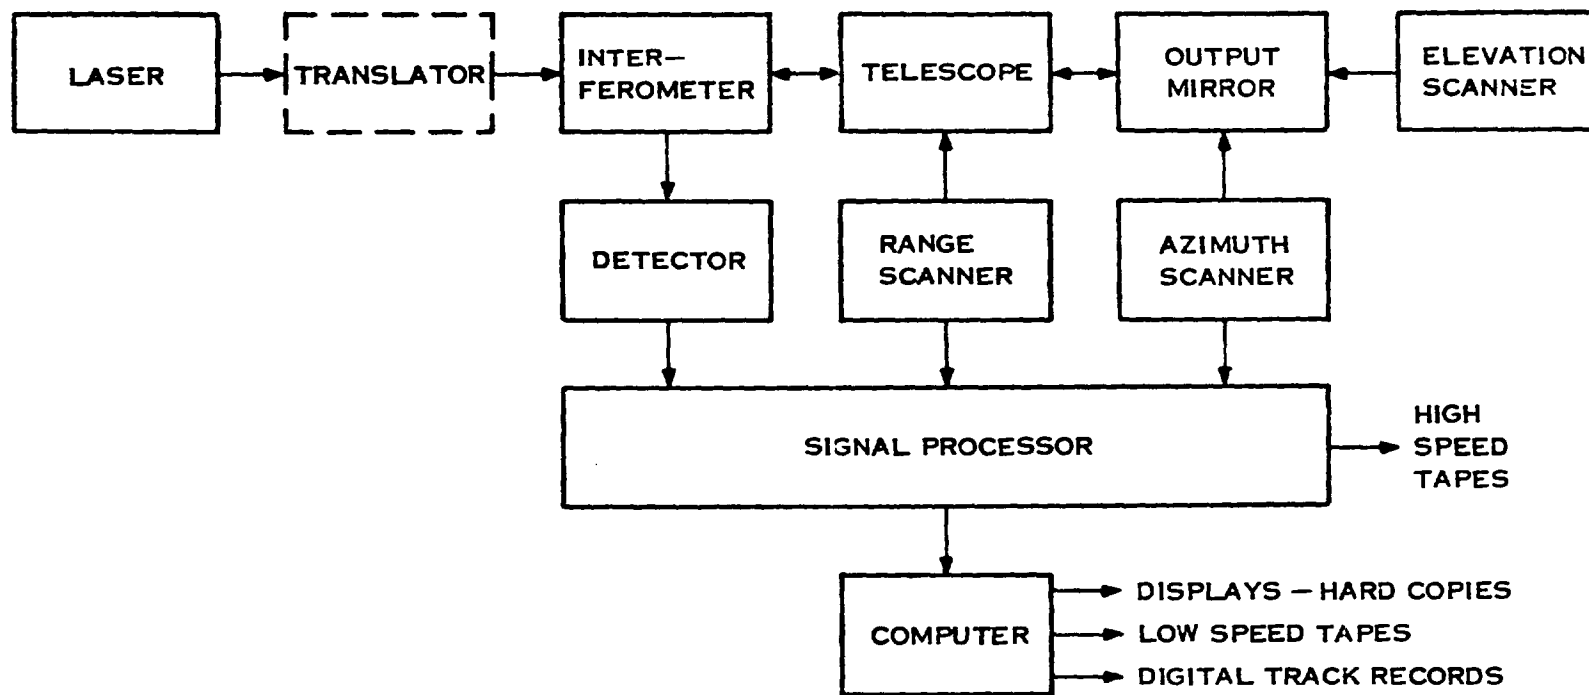 LASER
TRANSLATOR
INTER-
FEROMETER
TELESCOPE
OUTPUT
MIRROR
ELEVATION
SCANNER
DETECTOR
RANGE
SCANNER
AZIMUTH
SCANNER
SIGNAL PROCESSOR
HIGH
SPEED
TAPES
COMPUTER
DISPLAYS – HARD COPIES
LOW SPEED TAPES
DIGITAL TRACK RECORDS